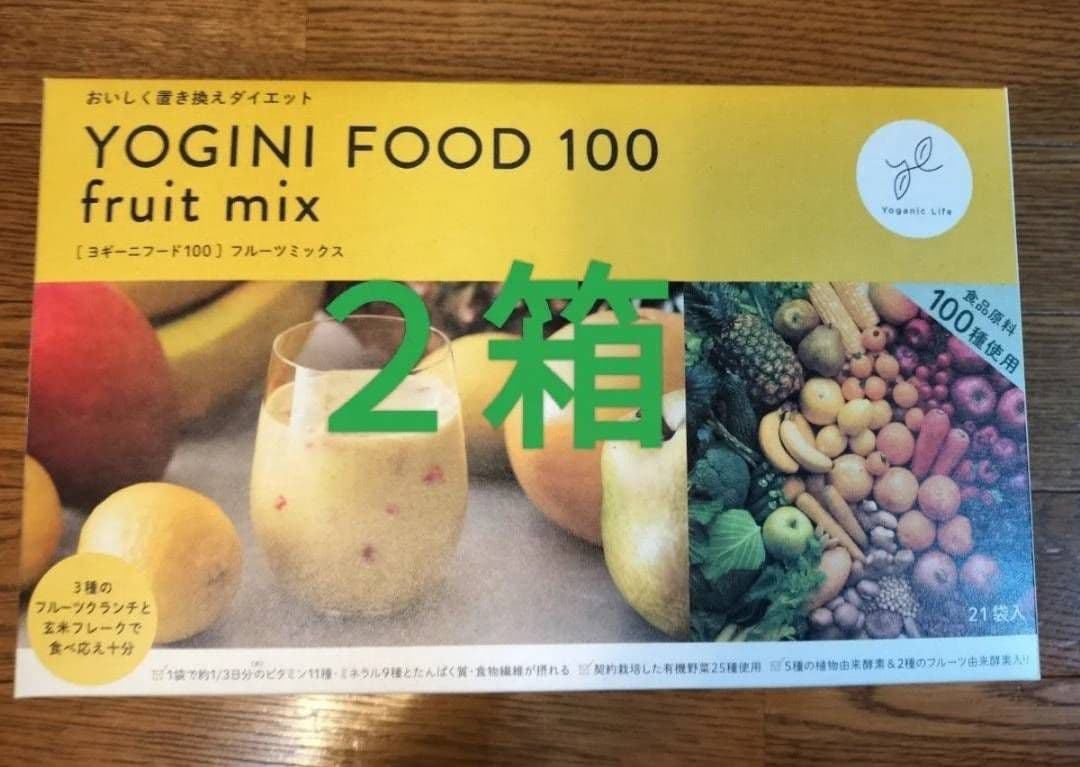 おいしく置き換えダイエット
YOGINI FOOD 100
fruit mix
[ヨギーニフード100] フルーツミックス
Yoganic Life
2箱
食品原料
100種使用
3種の
フルーツクランチと
玄米フレークで
食べ応え十分
21袋入
1袋で約1/3日分のビタミン11種・ミネラル9種とたんぱく質・食物繊維が摂れる 契約栽培した有機野菜25種使用 5種の植物由来酵素&2種のフルーツ由来酵素入り